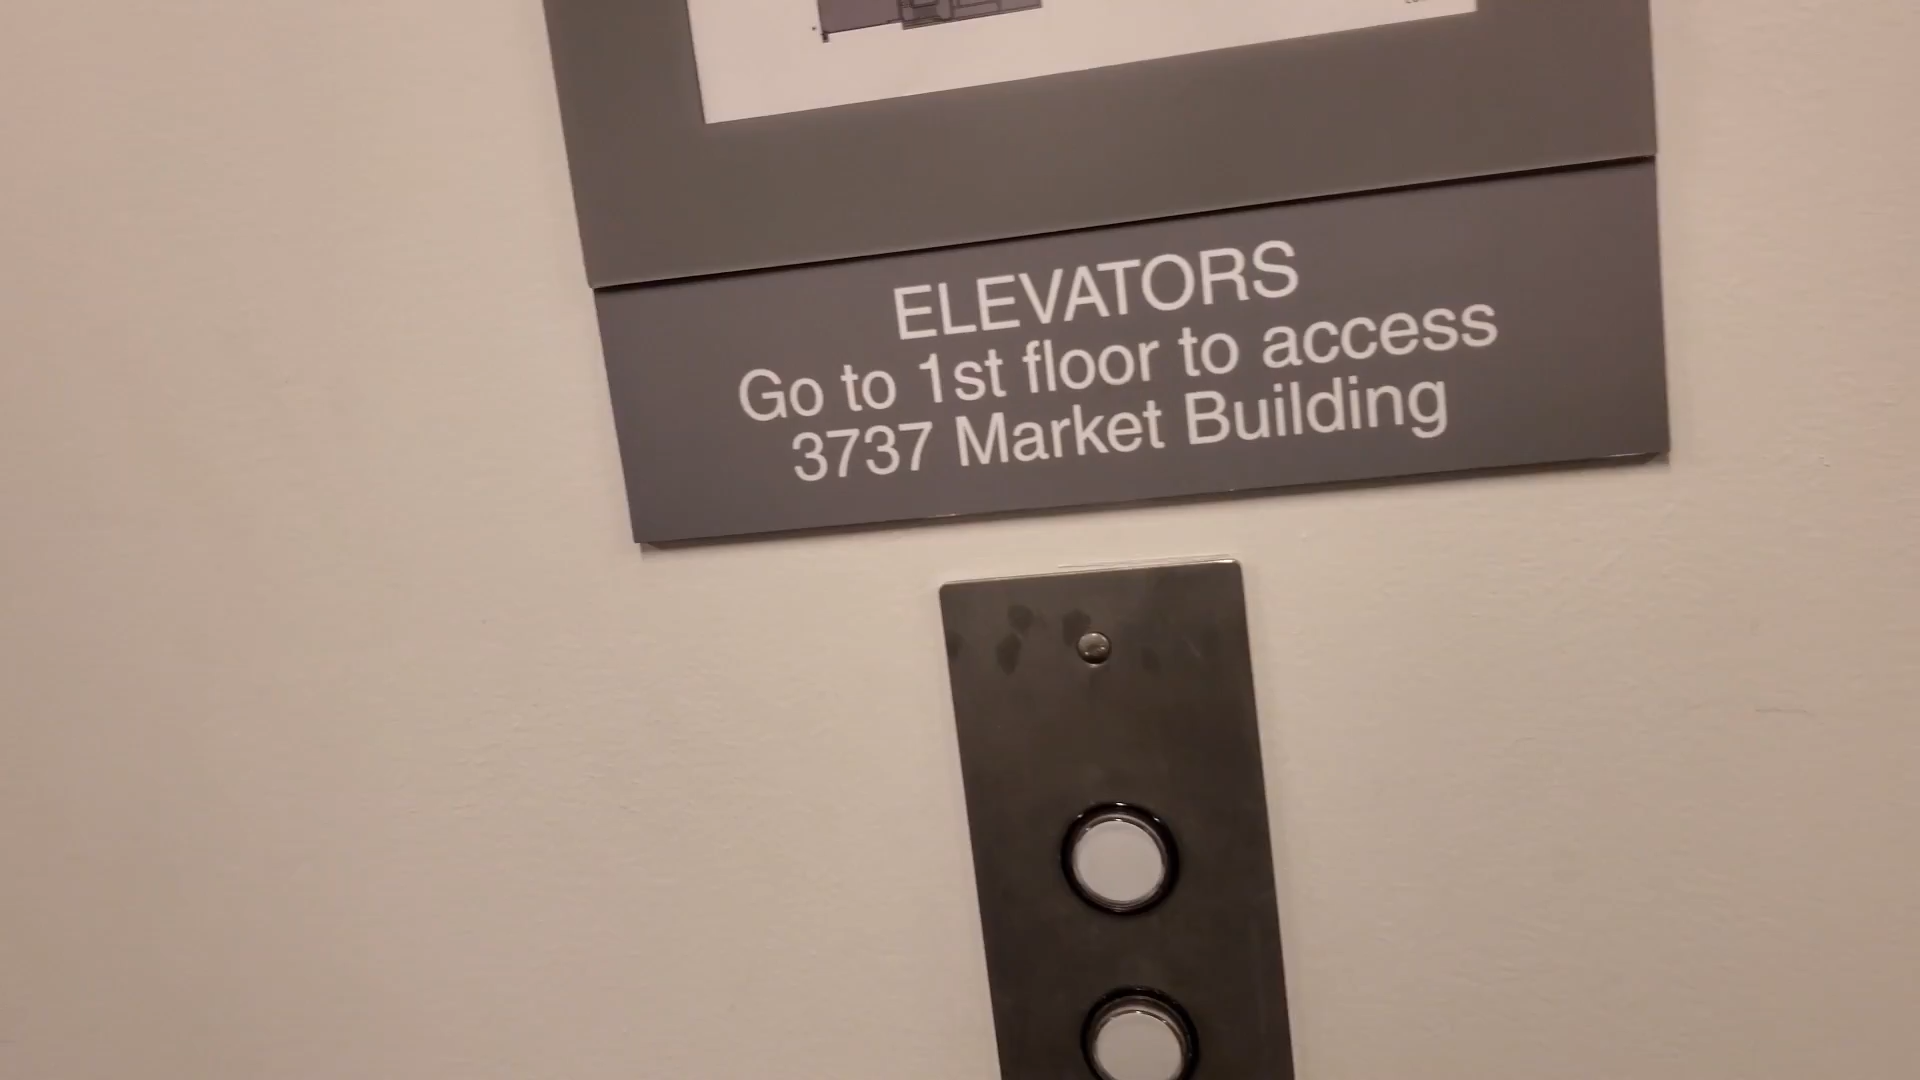 ELEVATORS
Go to 1st floor to access
3737 Market Building